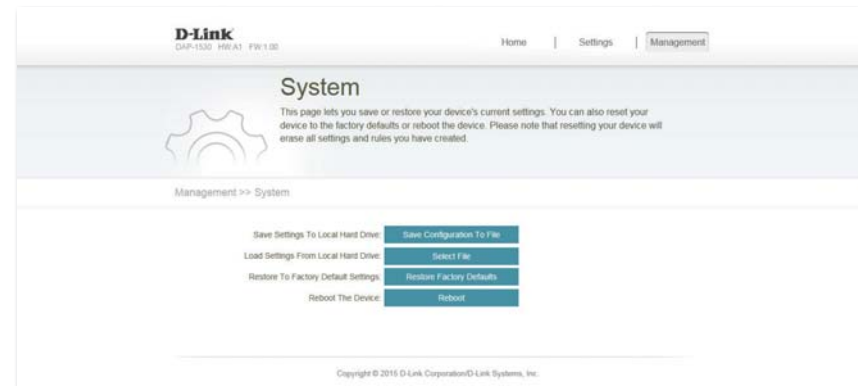 D-Link
DAP-1530 HW:A1 FW:1.00
Home | Settings | Management
System
This page lets you save or restore your device's current settings. You can also reset your
device to the factory defaults or reboot the device. Please note that resetting your device will
erase all settings and rules you have created.
Management >> System
Save Settings To Local Hard Drive: Save Configuration To File
Load Settings From Local Hard Drive: Select File
Restore To Factory Default Settings: Restore Factory Defaults
Reboot The Device: Reboot
Copyright © 2015 D-Link Corporation/D-Link Systems, Inc.